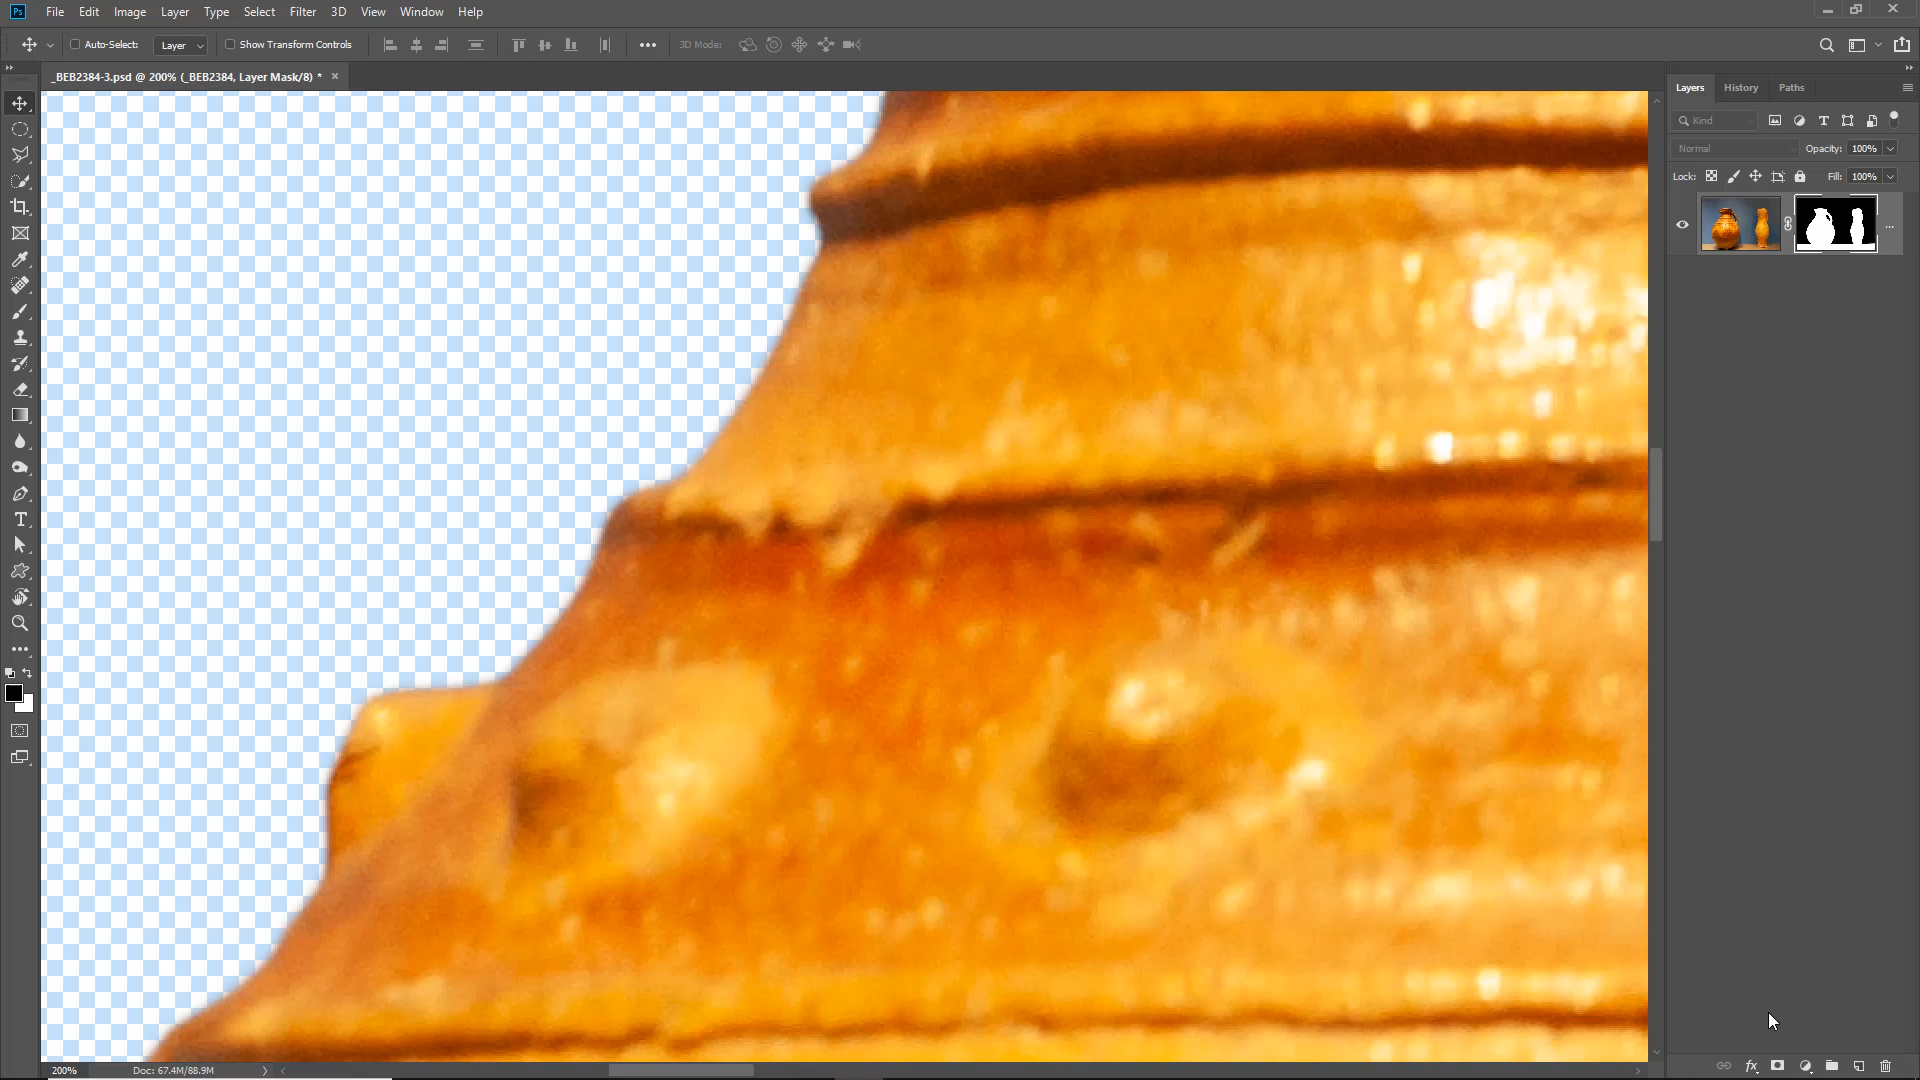 Ps File Edit Image Layer Type Select Filter 3D View Window Help
Auto-Select: Layer Show Transform Controls 3D Mode:
_BEB2384-3.psd @ 200% (_BEB2384, Layer Mask/8) *
Layers History Paths
Kind
Normal Opacity: 100%
Lock: Fill: 100%
200% Doc: 67.4M/88.9M
fx